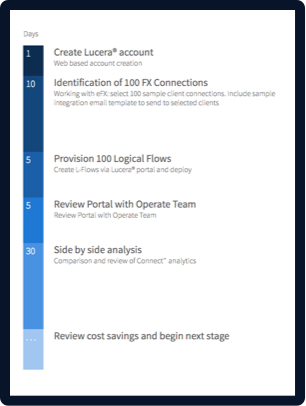 Days
1
Create Lucera® account
Web based account creation
10
Identification of 100 FX Connections
Working with eFX: select 100 sample client connections. Include sample
integration email template to send to selected clients
5
Provision 100 Logical Flows
Create L-Flows via Lucera® portal and deploy
5
Review Portal with Operate Team
Review Portal with Operate Team
30
Side by side analysis
Comparison and review of Connect™ analytics
...
Review cost savings and begin next stage